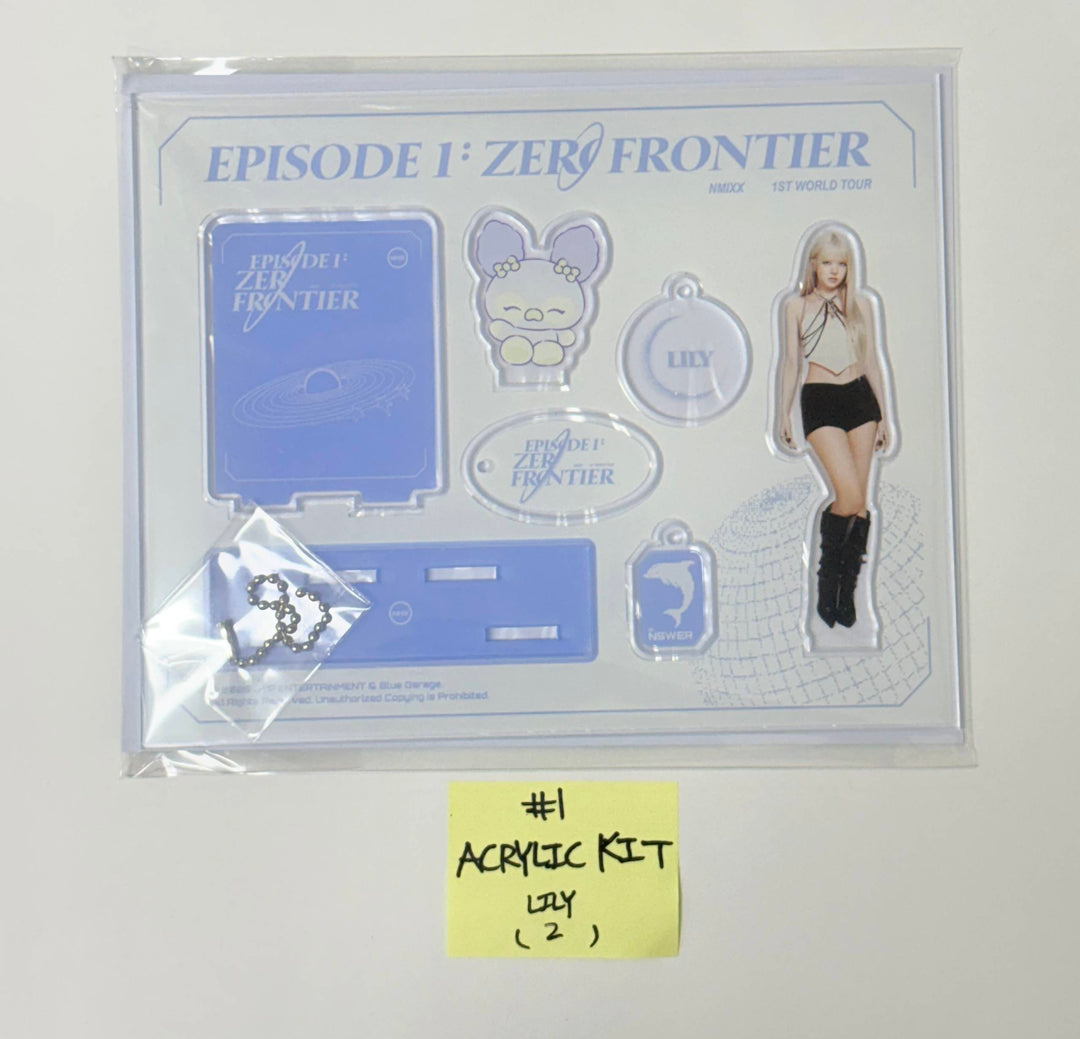 EPISODE 1: ZERO FRONTIER
NMIXX 1ST WORLD TOUR
EPISODE 1:
ZERO
FRONTIER
LILY
EPISODE 1:
ZERO
FRONTIER
NSWER
ENTERTAINMENT & Blue Garage.
All Rights Reserved. Unauthorized Copying is Prohibited.
#1
ACRYLIC KIT
LILY
( 2 )